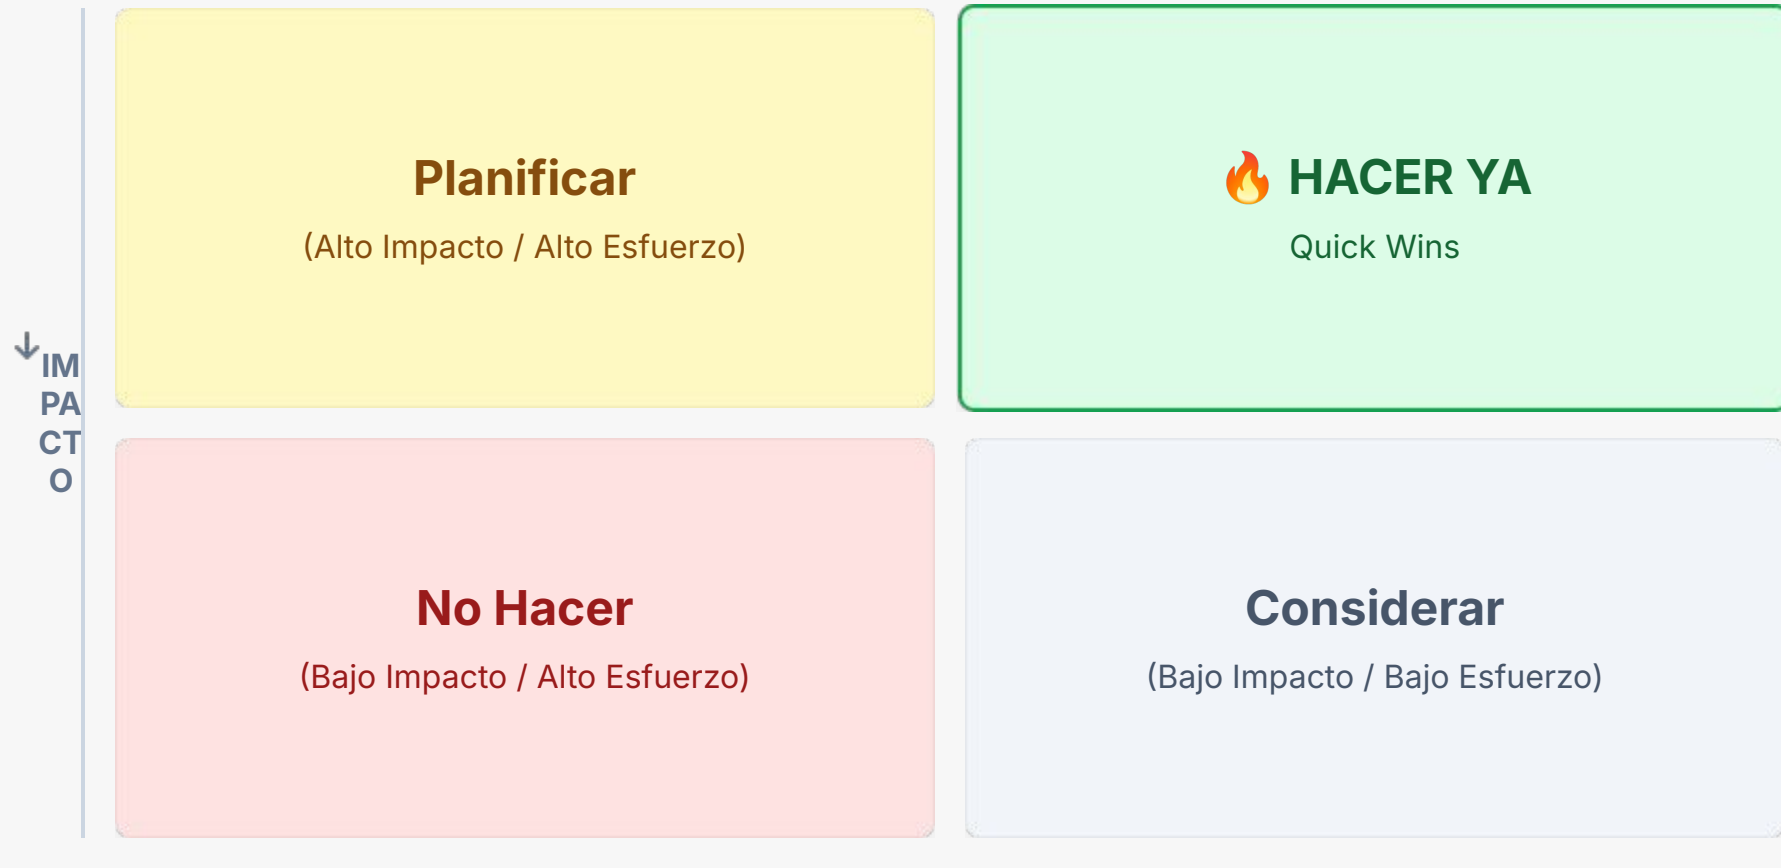 Planificar
(Alto Impacto / Alto Esfuerzo)
🔥 HACER YA
Quick Wins
↓
IM
PA
CT
O
No Hacer
(Bajo Impacto / Alto Esfuerzo)
Considerar
(Bajo Impacto / Bajo Esfuerzo)